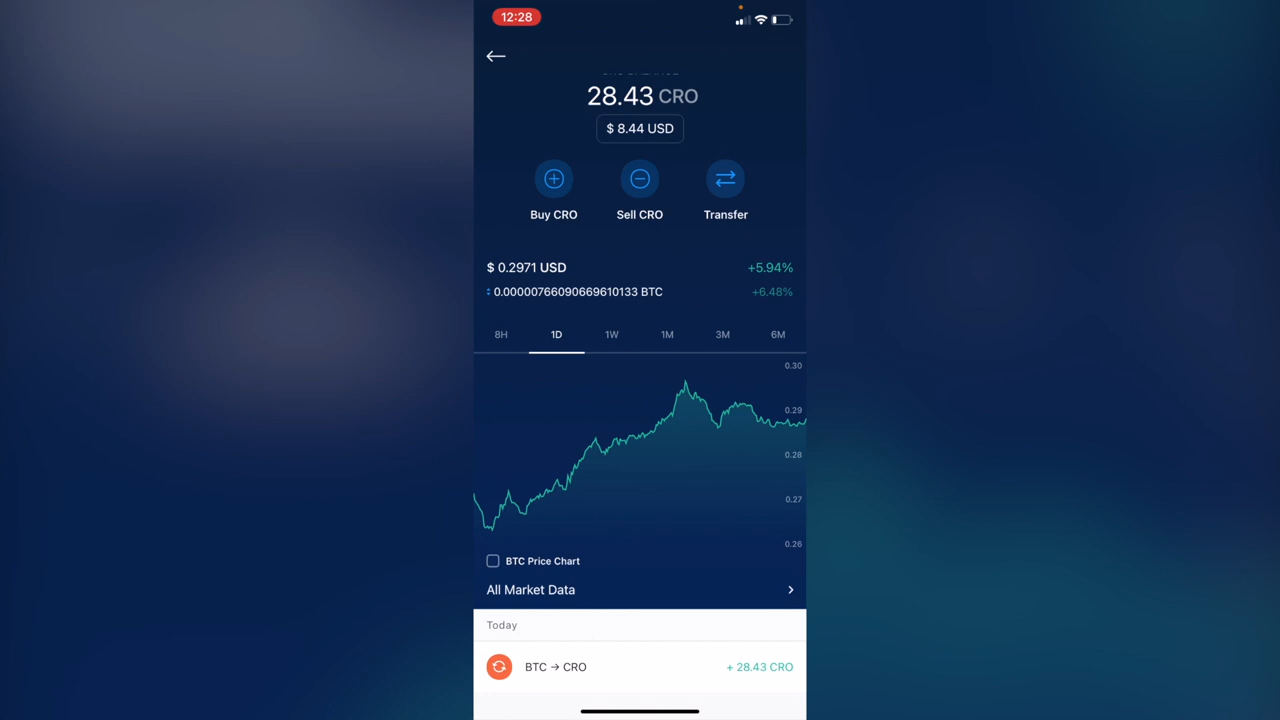 12:28
28.43 CRO
$ 8.44 USD
Buy CRO
Sell CRO
Transfer
$ 0.2971 USD
+5.94%
0.00000766090669610133 BTC
+6.48%
8H
1D
1W
1M
3M
6M
0.30
0.29
0.28
0.27
0.26
BTC Price Chart
All Market Data
Today
BTC → CRO
+ 28.43 CRO